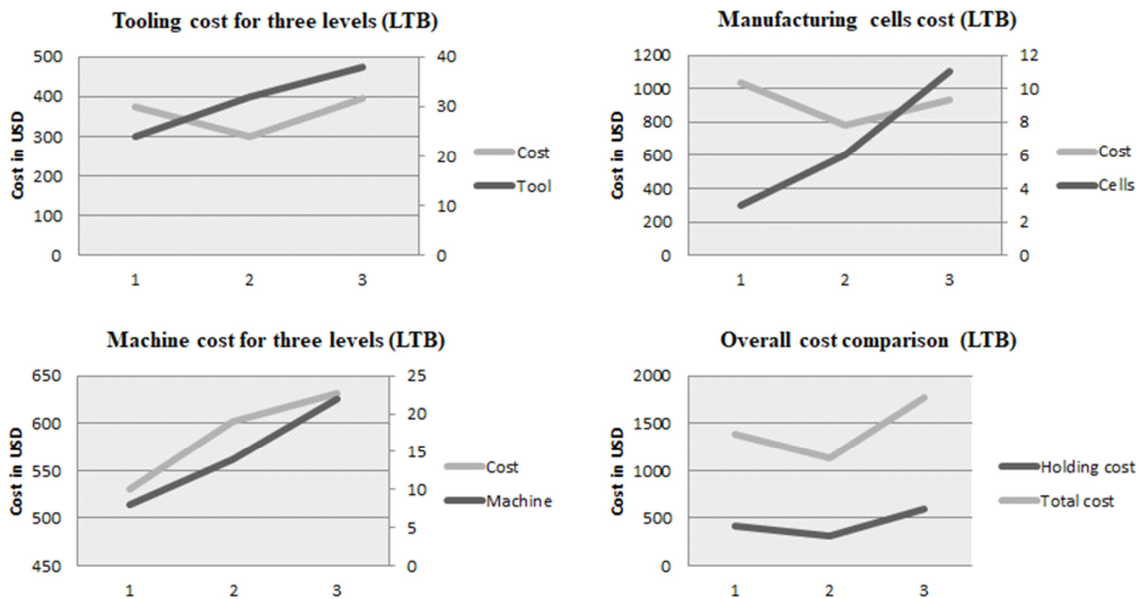 Tooling cost for three levels (LTB)
Cost in USD
500
400
300
200
100
0
40
30
20
10
0
1 2 3
Cost
Tool
Manufacturing cells cost (LTB)
Cost in USD
1200
1000
800
600
400
200
0
12
10
8
6
4
2
0
1 2 3
Cost
Cells
Machine cost for three levels (LTB)
Cost in USD
650
600
550
500
450
25
20
15
10
5
0
1 2 3
Cost
Machine
Overall cost comparison (LTB)
Cost in USD
2000
1500
1000
500
0
1 2 3
Holding cost
Total cost